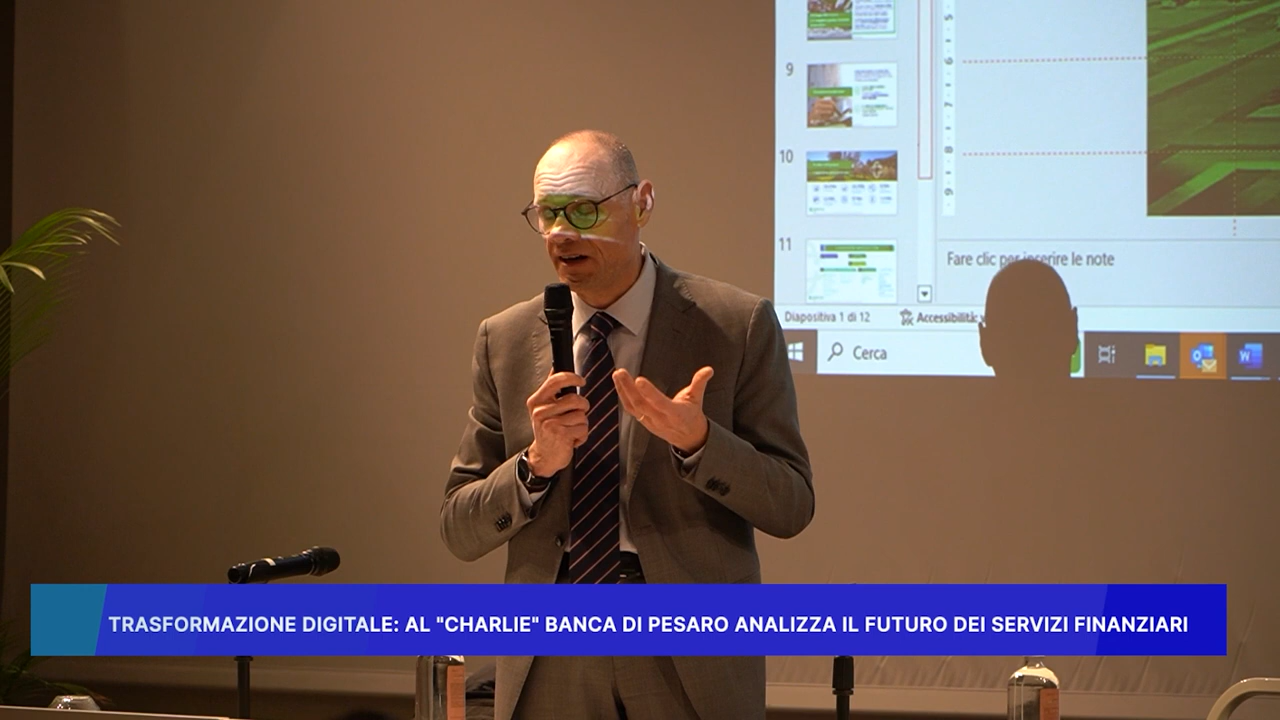 9
10
11
Fare clic per inserire le note
Diapositiva 1 di 12
Accessibilità:
Cerca
TRASFORMAZIONE DIGITALE: AL "CHARLIE" BANCA DI PESARO ANALIZZA IL FUTURO DEI SERVIZI FINANZIARI